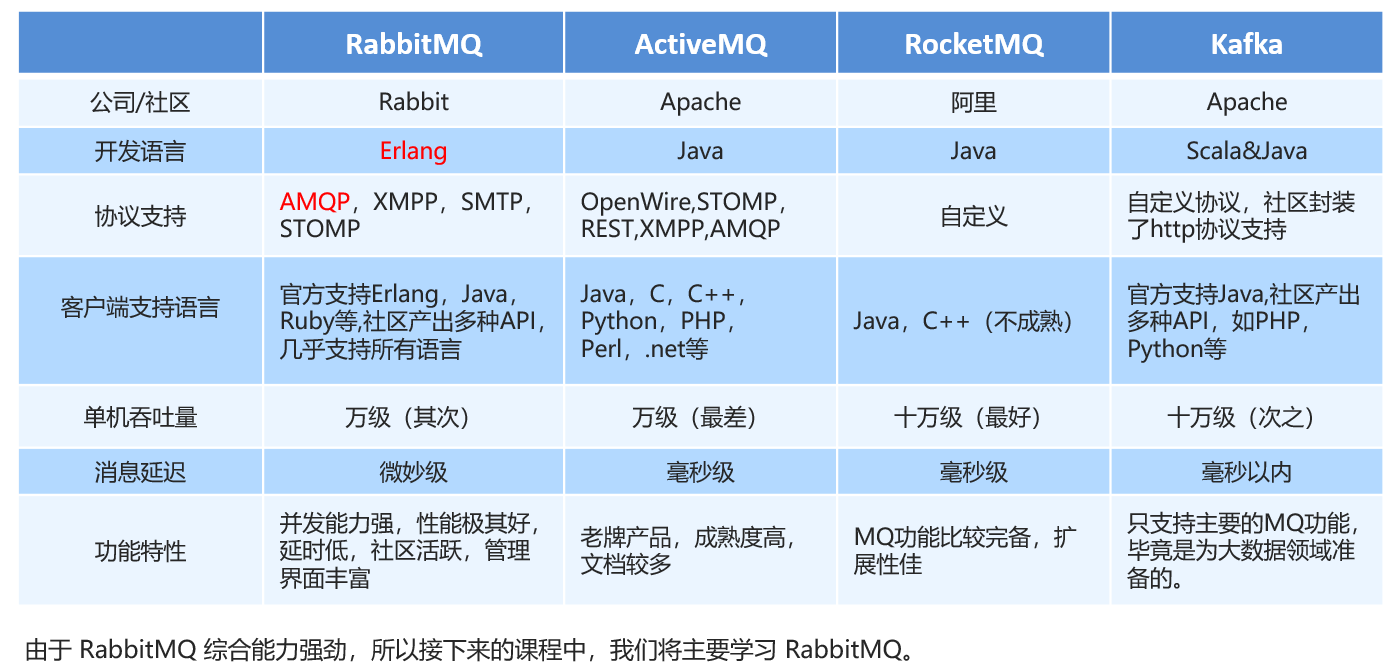 RabbitMQ ActiveMQ RocketMQ Kafka
公司/社区 Rabbit Apache 阿里 Apache
开发语言 Erlang Java Java Scala&Java
协议支持
AMQP，XMPP，SMTP，
STOMP
OpenWire,STOMP，
REST,XMPP,AMQP
自定义
自定义协议，社区封装
了http协议支持
客户端支持语言
官方支持Erlang，Java，
Ruby等,社区产出多种API，
几乎支持所有语言
Java，C，C++，
Python，PHP，
Perl，.net等
Java，C++（不成熟）
官方支持Java,社区产出
多种API，如PHP，
Python等
单机吞吐量 万级（其次） 万级（最差） 十万级（最好） 十万级（次之）
消息延迟 微妙级 毫秒级 毫秒级 毫秒以内
功能特性
并发能力强，性能极其好，
延时低，社区活跃，管理
界面丰富
老牌产品，成熟度高，
文档较多
MQ功能比较完备，扩
展性佳
只支持主要的MQ功能，
毕竟是为大数据领域准
备的。
由于 RabbitMQ 综合能力强劲，所以接下来的课程中，我们将主要学习 RabbitMQ。